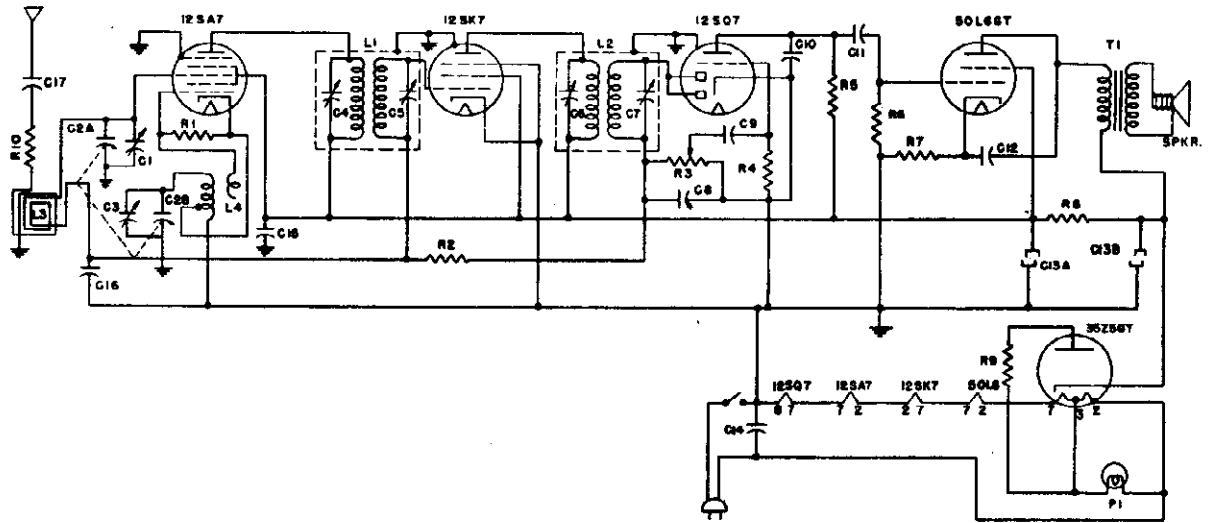 12SA7
12SK7
12SQ7
50L6GT
L1
L2
T1
C17
C10
C11
R10
C2A
C1
R1
C4
C5
C6
C7
R5
R6
C9
R7
C12
SPKR.
R3
R4
C8
L3
C3
C2B
L4
C15
R2
R8
C13A
C13B
C16
35Z5GT
R9
12SQ7
12SA7
12SK7
50L6
8 7
7 2
2 7
7 2
7
3
2
C14
P1